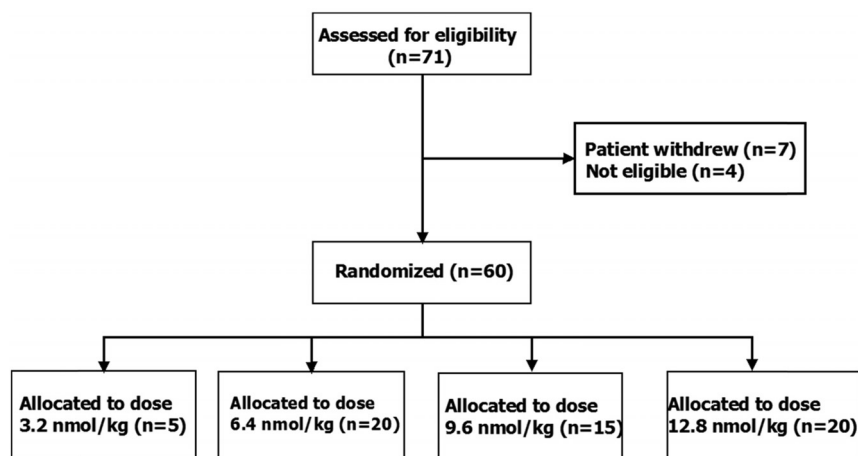 Assessed for eligibility
(n=71)
Patient withdrew (n=7)
Not eligible (n=4)
Randomized (n=60)
Allocated to dose
3.2 nmol/kg (n=5)
Allocated to dose
6.4 nmol/kg (n=20)
Allocated to dose
9.6 nmol/kg (n=15)
Allocated to dose
12.8 nmol/kg (n=20)